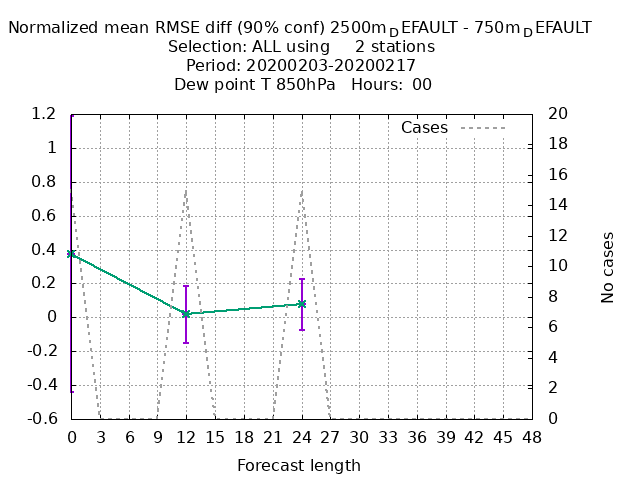 Normalized mean RMSE diff (90% conf) 2500mDEFAULT - 750mDEFAULT
Selection: ALL using 2 stations
Period: 20200203-20200217
Dew point T 850hPa Hours: 00
Cases
1.2
1
0.8
0.6
0.4
0.2
0
-0.2
-0.4
-0.6
20
18
16
14
12
10
8
6
4
2
0
No cases
0 3 6 9 12 15 18 21 24 27 30 33 36 39 42 45 48
Forecast length